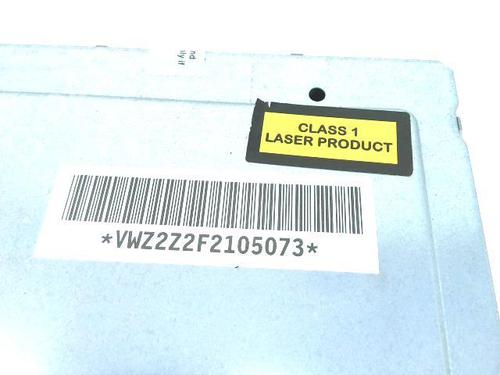 CLASS 1
LASER PRODUCT
*VWZ2Z2F2105073*